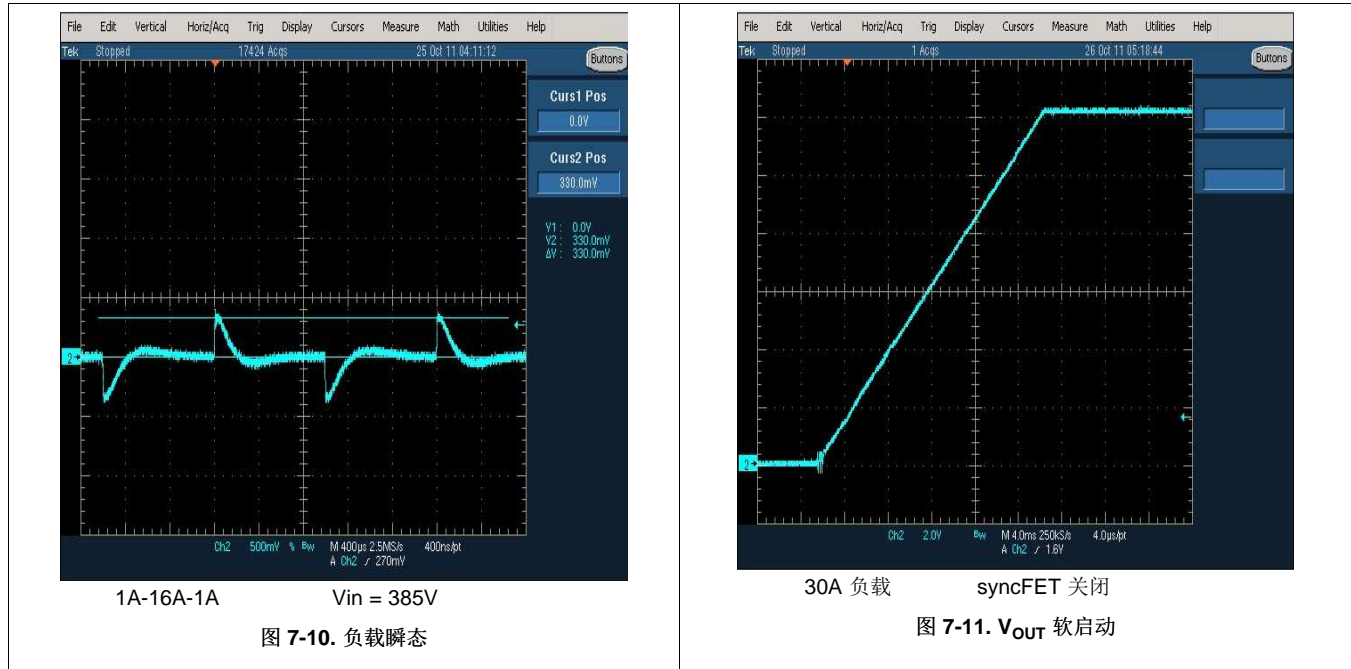 File Edit Vertical Horiz/Acq Trig Display Cursors Measure Math Utilities Help
Tek Stopped 17424 Acqs 25 Oct 11 04:11:12
Buttons
Curs1 Pos
0.0V
Curs2 Pos
330.0mV
V1 : 0.0V
V2 : 330.0mV
ΔV : 330.0mV
2
Ch2 500mV % Bw M 400µs 2.5MS/s 400ns/pt
A Ch2 / 270mV
1A-16A-1A Vin = 385V
图 7-10. 负载瞬态
File Edit Vertical Horiz/Acq Trig Display Cursors Measure Math Utilities Help
Tek Stopped 1 Acqs 26 Oct 11 05:18:44
Buttons
2
Ch2 2.0V Bw M 4.0ms 250kS/s 4.0µs/pt
A Ch2 / 1.6V
30A 负载 syncFET 关闭
图 7-11. VOUT 软启动